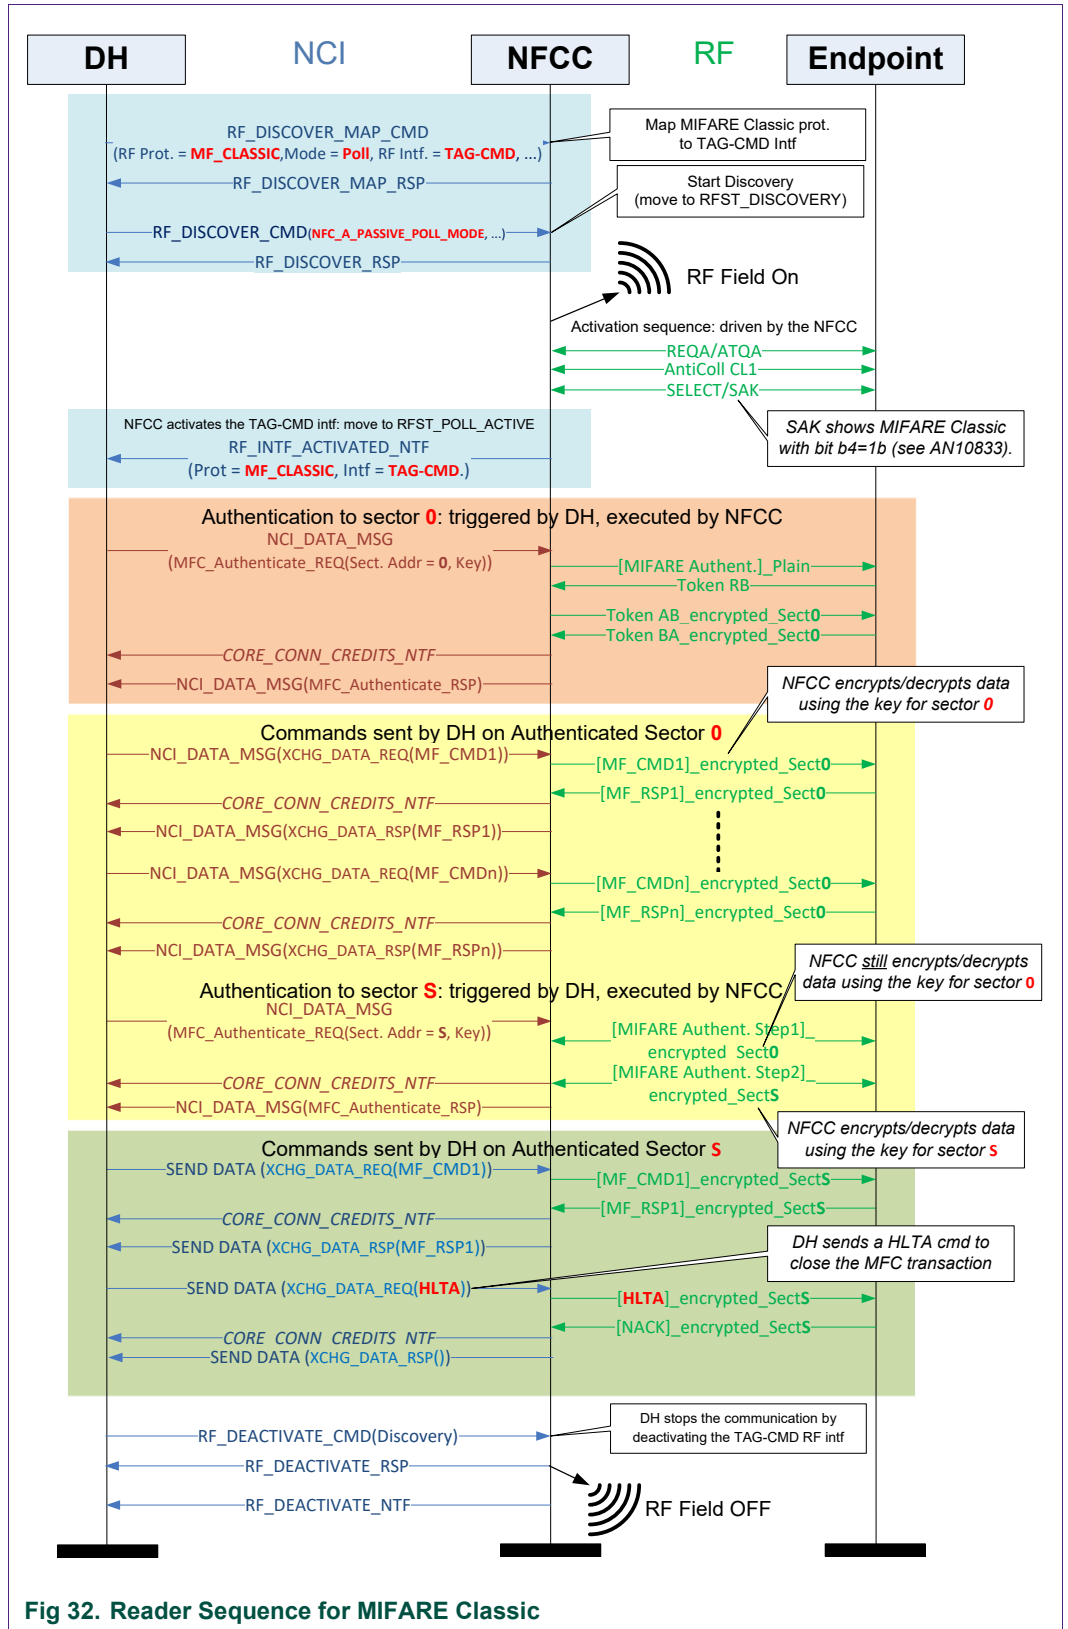 DH
NCI
NFCC
RF
Endpoint
RF_DISCOVER_MAP_CMD
(RF Prot. = MF_CLASSIC,Mode = Poll, RF Intf. = TAG-CMD, ...)
Map MIFARE Classic prot.
to TAG-CMD Intf
RF_DISCOVER_MAP_RSP
Start Discovery
(move to RFST_DISCOVERY)
RF_DISCOVER_CMD(NFC_A_PASSIVE_POLL_MODE, ...)
RF_DISCOVER_RSP
RF Field On
Activation sequence: driven by the NFCC
REQA/ATQA
AntiColl CL1
SELECT/SAK
SAK shows MIFARE Classic
with bit b4=1b (see AN10833).
NFCC activates the TAG-CMD intf: move to RFST_POLL_ACTIVE
RF_INTF_ACTIVATED_NTF
(Prot = MF_CLASSIC, Intf = TAG-CMD.)
Authentication to sector 0: triggered by DH, executed by NFCC
NCI_DATA_MSG
(MFC_Authenticate_REQ(Sect. Addr = 0, Key))
[MIFARE Authent.]_Plain
Token RB
Token AB_encrypted_Sect0
Token BA_encrypted_Sect0
CORE_CONN_CREDITS_NTF
NCI_DATA_MSG(MFC_Authenticate_RSP)
NFCC encrypts/decrypts data
using the key for sector 0
Commands sent by DH on Authenticated Sector 0
NCI_DATA_MSG(XCHG_DATA_REQ(MF_CMD1))
[MF_CMD1]_encrypted_Sect0
[MF_RSP1]_encrypted_Sect0
CORE_CONN_CREDITS_NTF
NCI_DATA_MSG(XCHG_DATA_RSP(MF_RSP1))
NCI_DATA_MSG(XCHG_DATA_REQ(MF_CMDn))
[MF_CMDn]_encrypted_Sect0
[MF_RSPn]_encrypted_Sect0
CORE_CONN_CREDITS_NTF
NCI_DATA_MSG(XCHG_DATA_RSP(MF_RSPn))
NFCC still encrypts/decrypts
data using the key for sector 0
Authentication to sector S: triggered by DH, executed by NFCC
NCI_DATA_MSG
(MFC_Authenticate_REQ(Sect. Addr = S, Key))
[MIFARE Authent. Step1]_
encrypted_Sect0
[MIFARE Authent. Step2]_
encrypted_SectS
CORE_CONN_CREDITS_NTF
NCI_DATA_MSG(MFC_Authenticate_RSP)
NFCC encrypts/decrypts data
using the key for sector S
Commands sent by DH on Authenticated Sector S
SEND DATA (XCHG_DATA_REQ(MF_CMD1))
[MF_CMD1]_encrypted_SectS
[MF_RSP1]_encrypted_SectS
CORE_CONN_CREDITS_NTF
SEND DATA (XCHG_DATA_RSP(MF_RSP1))
DH sends a HLTA cmd to
close the MFC transaction
SEND DATA (XCHG_DATA_REQ(HLTA))
[HLTA]_encrypted_SectS
[NACK]_encrypted_SectS
CORE_CONN_CREDITS_NTF
SEND DATA (XCHG_DATA_RSP())
RF_DEACTIVATE_CMD(Discovery)
DH stops the communication by
deactivating the TAG-CMD RF intf
RF_DEACTIVATE_RSP
RF_DEACTIVATE_NTF
RF Field OFF
Fig 32. Reader Sequence for MIFARE Classic